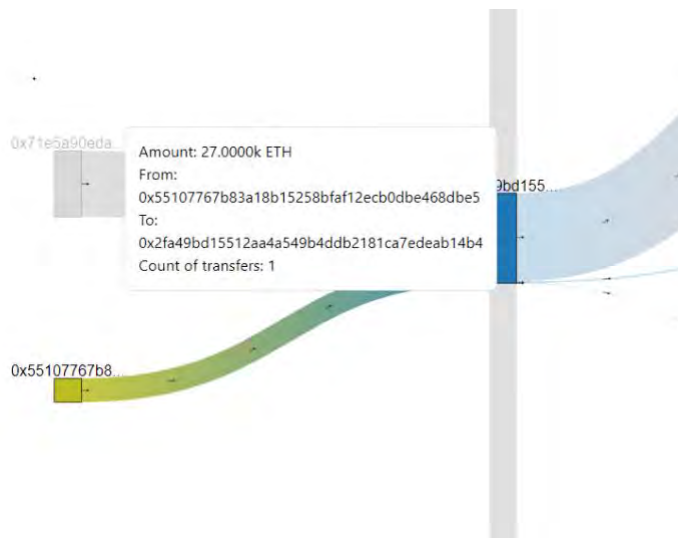 0x71e5a90eda...
Amount: 27.0000k ETH
From:
0x55107767b83a18b15258bfaf12ecb0dbe468dbe5
9bd155...
To:
0x2fa49bd15512aa4a549b4ddb2181ca7edeab14b4
Count of transfers: 1
0x55107767b8...